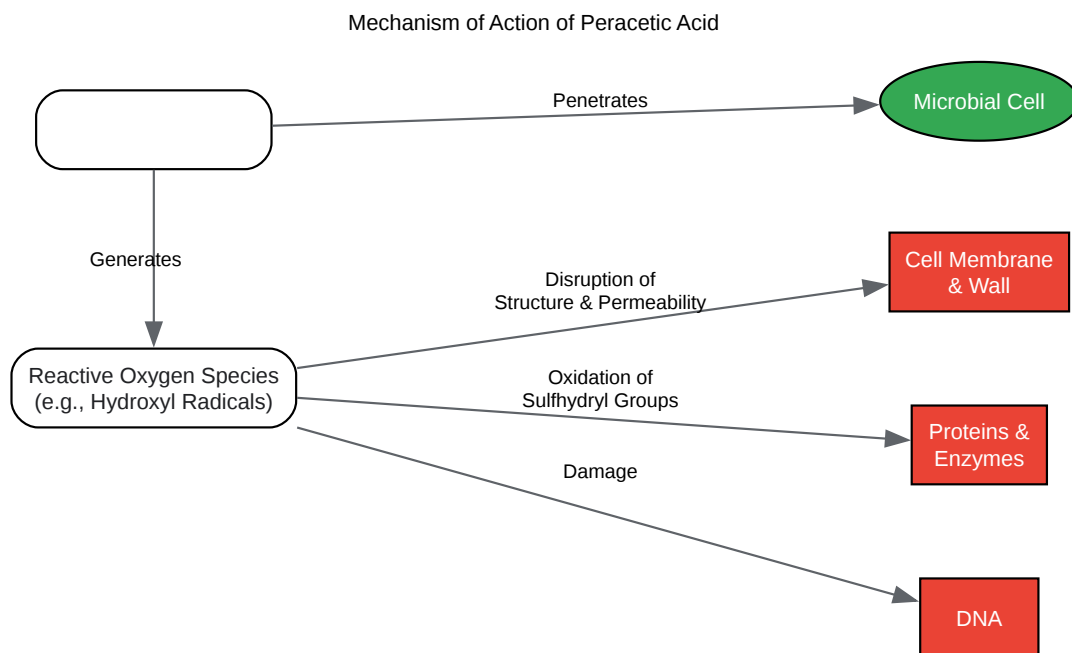 Mechanism of Action of Peracetic Acid
Penetrates
Microbial Cell
Generates
Disruption of
Structure & Permeability
Cell Membrane
& Wall
Reactive Oxygen Species
(e.g., Hydroxyl Radicals)
Oxidation of
Sulfhydryl Groups
Proteins &
Enzymes
Damage
DNA